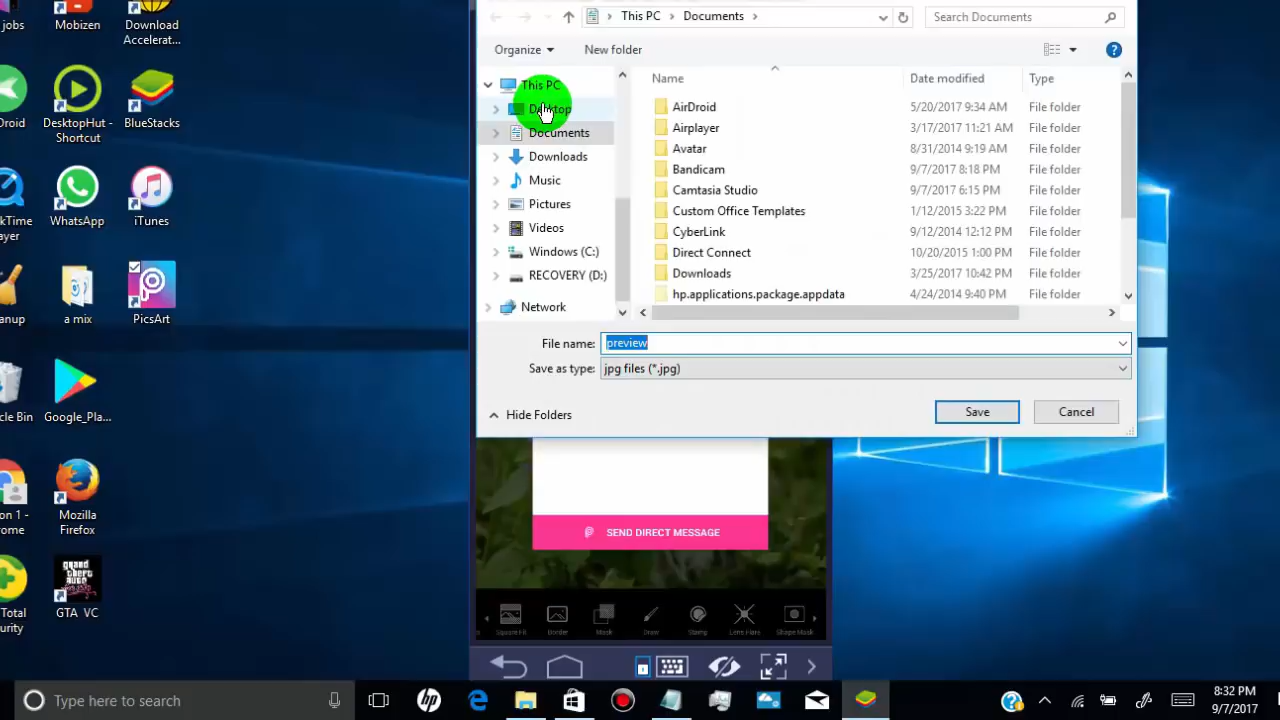 jobs
Mobizen
Download
Accelerat...
This PC
Documents
Search Documents
Organize
New folder
This PC
Name
Date modified
Type
Desktop
AirDroid
5/20/2017 9:34 AM
File folder
Droid
DesktopHut -
Shortcut
BlueStacks
Documents
Airplayer
3/17/2017 11:21 AM
File folder
Downloads
Avatar
8/31/2014 9:19 AM
File folder
Music
Bandicam
9/7/2017 8:18 PM
File folder
Pictures
Camtasia Studio
9/7/2017 6:15 PM
File folder
kTime
ayer
WhatsApp
iTunes
Videos
Custom Office Templates
1/12/2015 3:22 PM
File folder
Windows (C:)
CyberLink
9/12/2014 12:12 PM
File folder
RECOVERY (D:)
Direct Connect
10/20/2015 1:00 PM
File folder
Downloads
3/25/2017 10:42 PM
File folder
Network
hp.applications.package.appdata
4/24/2014 9:40 PM
File folder
anup
a mix
PicsArt
File name:
preview
Save as type:
jpg files (*.jpg)
Hide Folders
Save
Cancel
cle Bin
Google_Pla...
on 1 -
ome
Mozilla
Firefox
SEND DIRECT MESSAGE
Total
urity
GTA VC
Square Fit
Border
Mask
Draw
Stamp
Lens Flare
Shape Mask
Type here to search
8:32 PM
9/7/2017